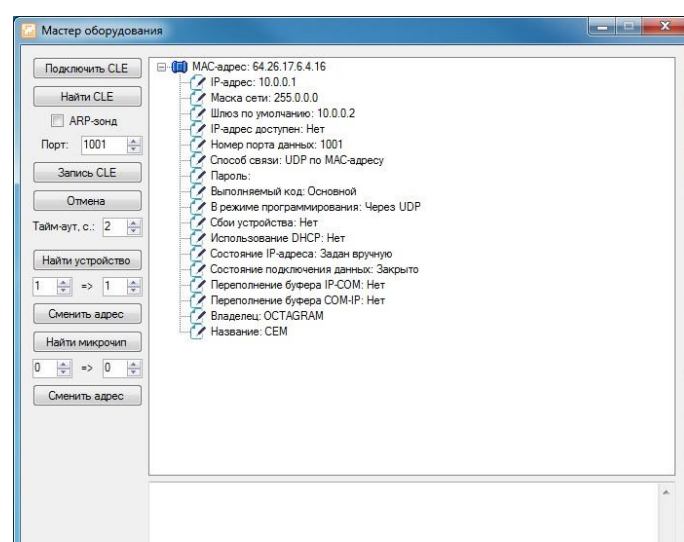 Мастер оборудования
Подключить CLE
Найти CLE
ARP-зонд
Порт: 1001
Запись CLE
Отмена
Тайм-аут, с.: 2
Найти устройство
1 => 1
Сменить адрес
Найти микрочип
0 => 0
Сменить адрес
MAC-адрес: 64.26.17.6.4.16
IP-адрес: 10.0.0.1
Маска сети: 255.0.0.0
Шлюз по умолчанию: 10.0.0.2
IP-адрес доступен: Нет
Номер порта данных: 1001
Способ связи: UDP по MAC-адресу
Пароль:
Выполняемый код: Основной
В режиме программирования: Через UDP
Сбои устройства: Нет
Использование DHCP: Нет
Состояние IP-адреса: Задан вручную
Состояние подключения данных: Закрыто
Переполнение буфера IP-COM: Нет
Переполнение буфера COM-IP: Нет
Владелец: OCTAGRAM
Название: CEM